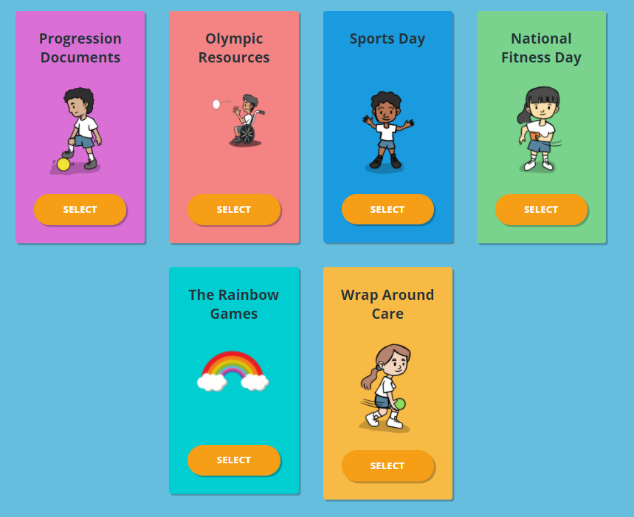 Progression
Documents
SELECT
Olympic
Resources
SELECT
Sports Day
SELECT
National
Fitness Day
SELECT
The Rainbow
Games
SELECT
Wrap Around
Care
SELECT